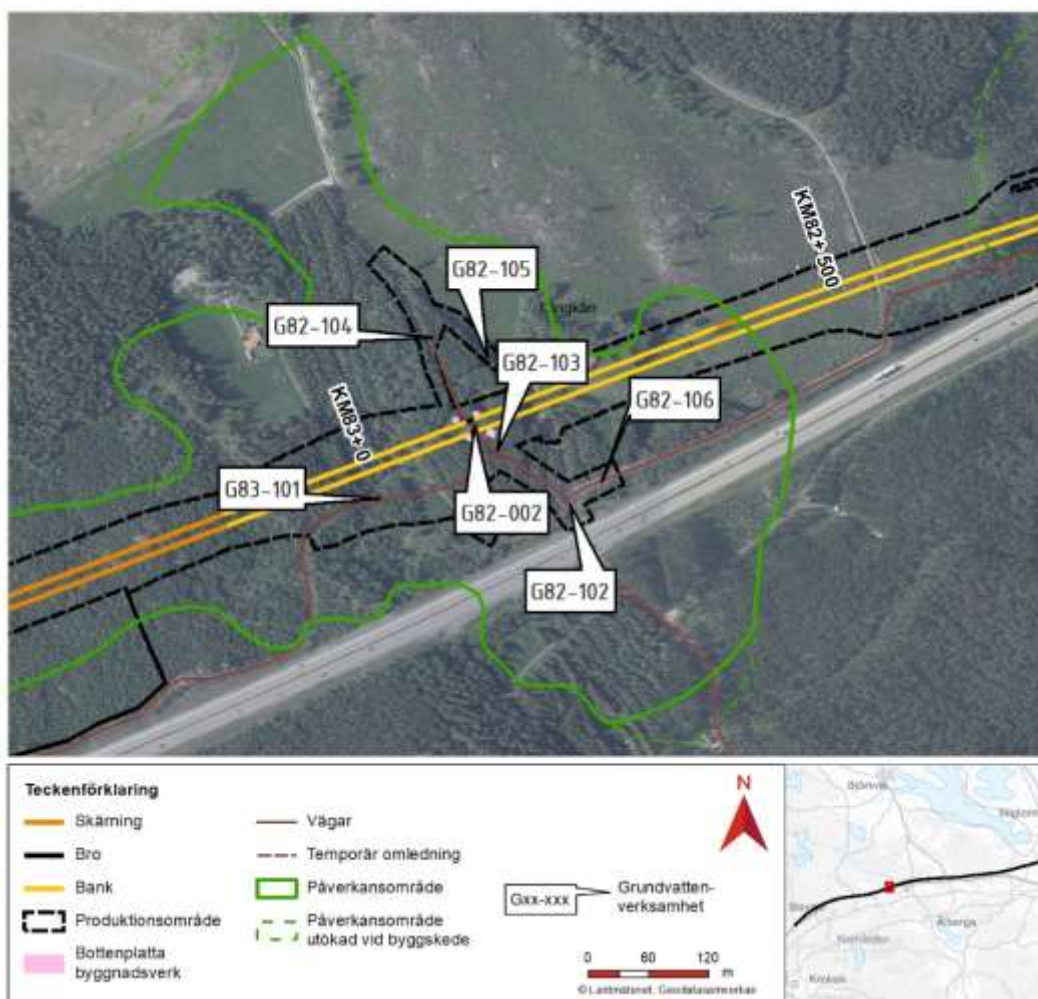 G82-105
KM82+ 500
G82-104
G82-103
G82-106
KM83+ 0
G83-101
G82-002
G82-102
Teckenförklaring
Skärning
Bro
Bank
Produktionsområde
Bottenplatta
byggnadsverk
Vägar
Temporär omledning
Påverkansområde
Påverkansområde
utökad vid byggskede
Gxx-xxx
Grundvatten-
verksamhet
N
0 60 120
m
© Lantmäteriet, Geodatasamverkan
Björnvik
Åberga